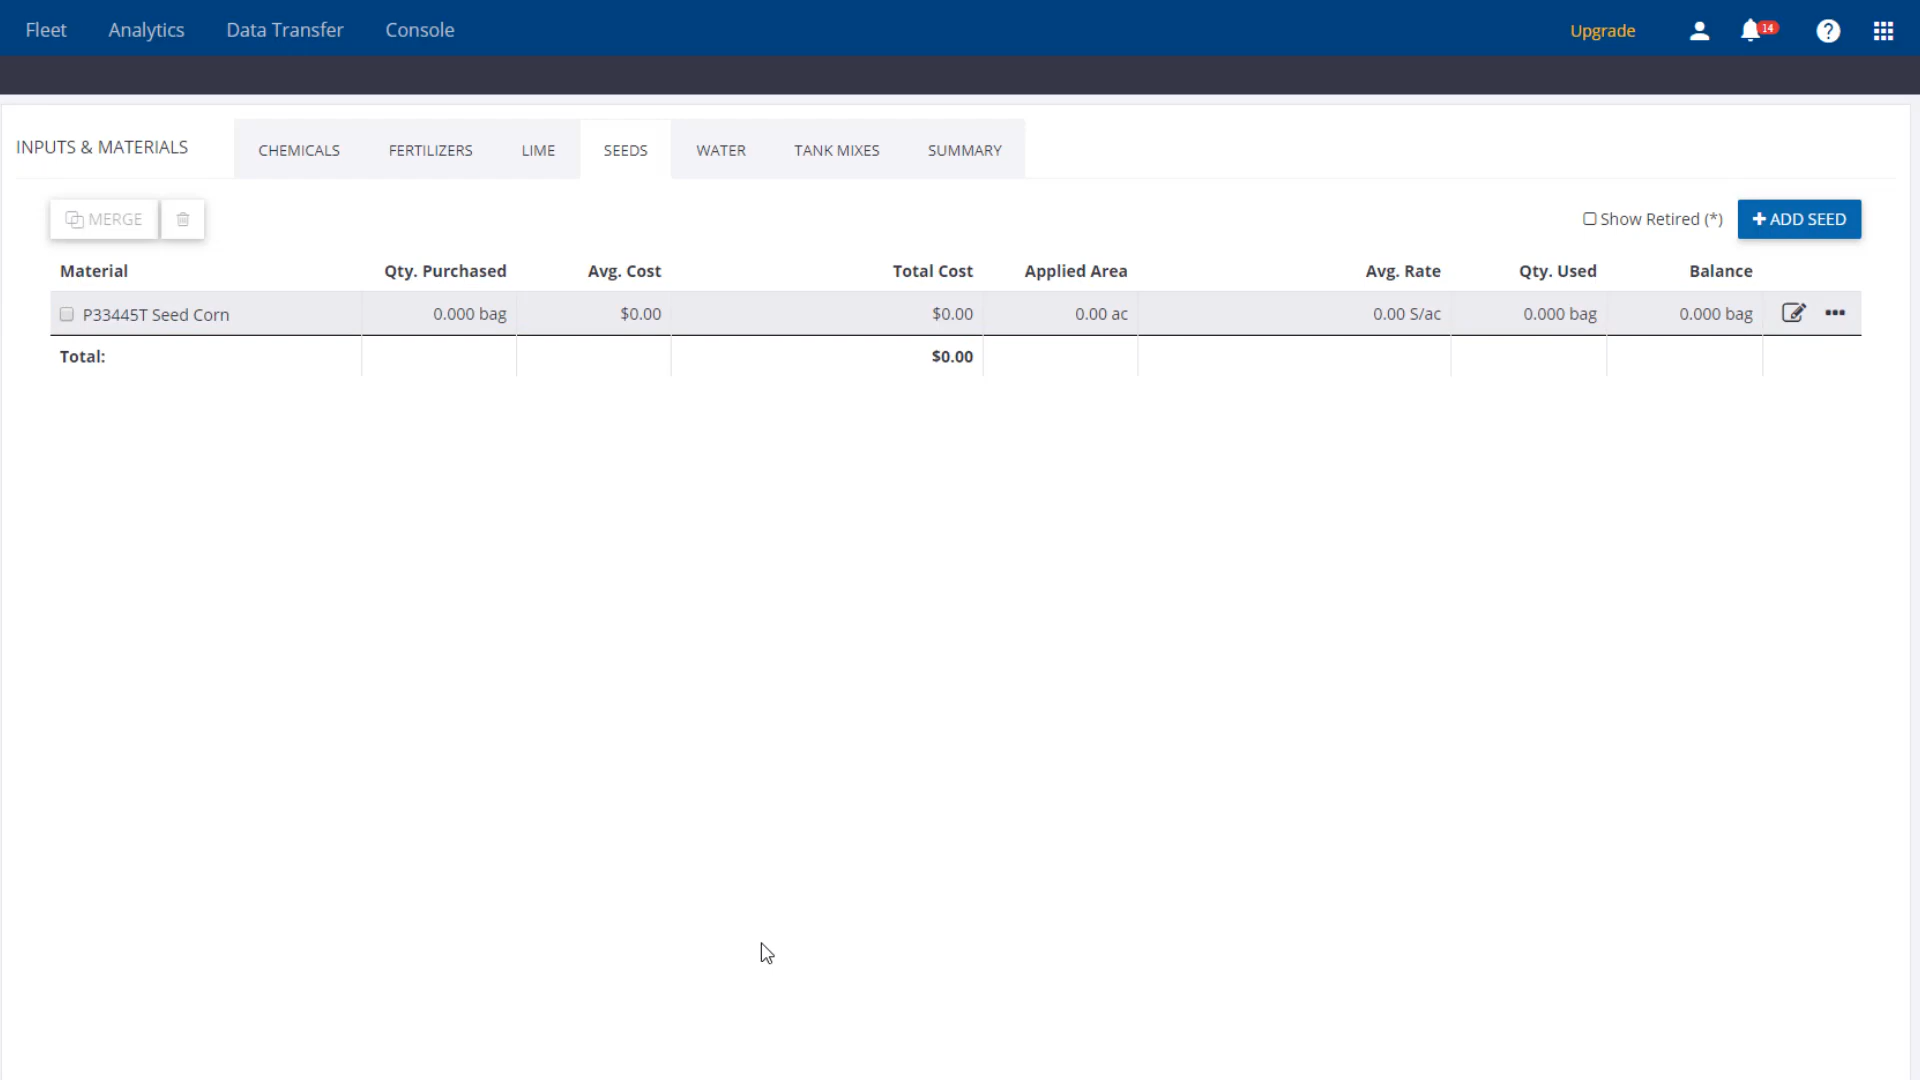 Fleet Analytics Data Transfer Console Upgrade 14
INPUTS & MATERIALS CHEMICALS FERTILIZERS LIME SEEDS WATER TANK MIXES SUMMARY
MERGE Show Retired (*) ADD SEED
Material Qty. Purchased Avg. Cost Total Cost Applied Area Avg. Rate Qty. Used Balance
P33445T Seed Corn 0.000 bag $0.00 $0.00 0.00 ac 0.00 S/ac 0.000 bag 0.000 bag
Total: $0.00